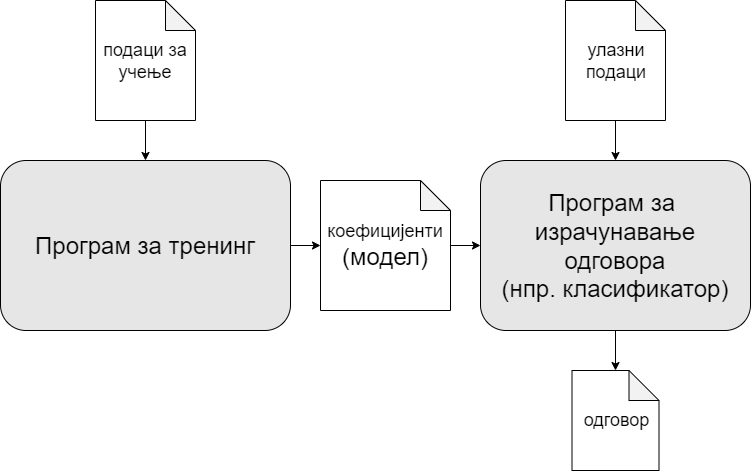 подаци за
учење
улазни
подаци
Програм за тренинг
коефицијенти
(модел)
Програм за
израчунавање
одговора
(нпр. класификатор)
одговор